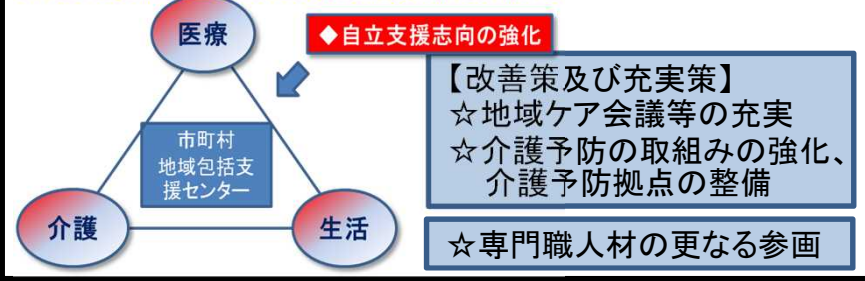 医療
◆自立支援志向の強化
市町村
地域包括支
援センター
介護
生活
【改善策及び充実策】
☆地域ケア会議等の充実
☆介護予防の取組みの強化、
介護予防拠点の整備
☆専門職人材の更なる参画